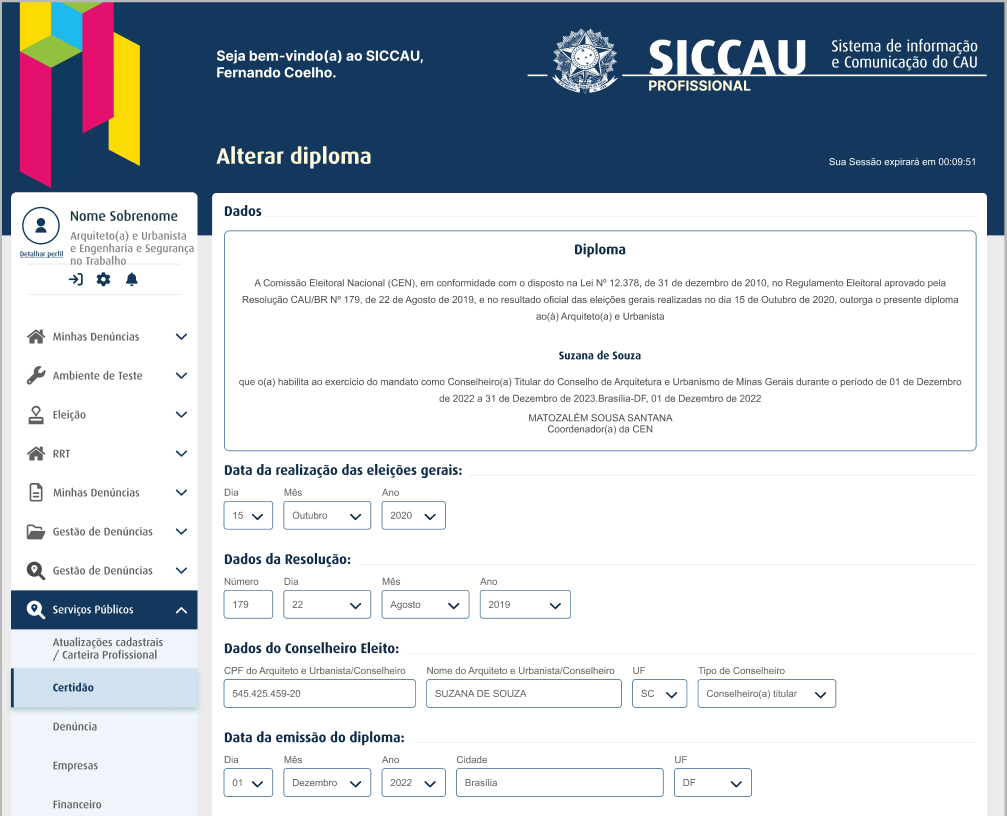 Seja bem-vindo(a) ao SICCAU,
Fernando Coelho.
SICCAU
PROFISSIONAL
Sistema de informação
e Comunicação do CAU
Alterar diploma
Sua Sessão expirará em 00:09:51
Nome Sobrenome
Arquiteto(a) e Urbanista
e Engenharia e Segurança
no Trabalho
Detalhar perfil
Minhas Denúncias
Ambiente de Teste
Eleição
RRT
Minhas Denúncias
Gestão de Denúncias
Gestão de Denúncias
Serviços Públicos
Atualizações cadastrais
/ Carteira Profissional
Certidão
Denúncia
Empresas
Financeiro
Dados
Diploma
A Comissão Eleitoral Nacional (CEN), em conformidade com o disposto na Lei Nº 12.378, de 31 de dezembro de 2010, no Regulamento Eleitoral aprovado pela
Resolução CAU/BR Nº 179, de 22 de Agosto de 2019, e no resultado oficial das eleições gerais realizadas no dia 15 de Outubro de 2020, outorga o presente diploma
ao(à) Arquiteto(a) e Urbanista
Suzana de Souza
que o(a) habilita ao exercício do mandato como Conselheiro(a) Titular do Conselho de Arquitetura e Urbanismo de Minas Gerais durante o período de 01 de Dezembro
de 2022 a 31 de Dezembro de 2023.Brasília-DF, 01 de Dezembro de 2022
MATOZALÉM SOUSA SANTANA
Coordenador(a) da CEN
Data da realização das eleições gerais:
Dia Mês Ano
15 Outubro 2020
Dados da Resolução:
Número Dia Mês Ano
179 22 Agosto 2019
Dados do Conselheiro Eleito:
CPF do Arquiteto e Urbanista/Conselheiro Nome do Arquiteto e Urbanista/Conselheiro UF Tipo de Conselheiro
545.425.459-20 SUZANA DE SOUZA SC Conselheiro(a) titular
Data da emissão do diploma:
Dia Mês Ano Cidade UF
01 Dezembro 2022 Brasília DF